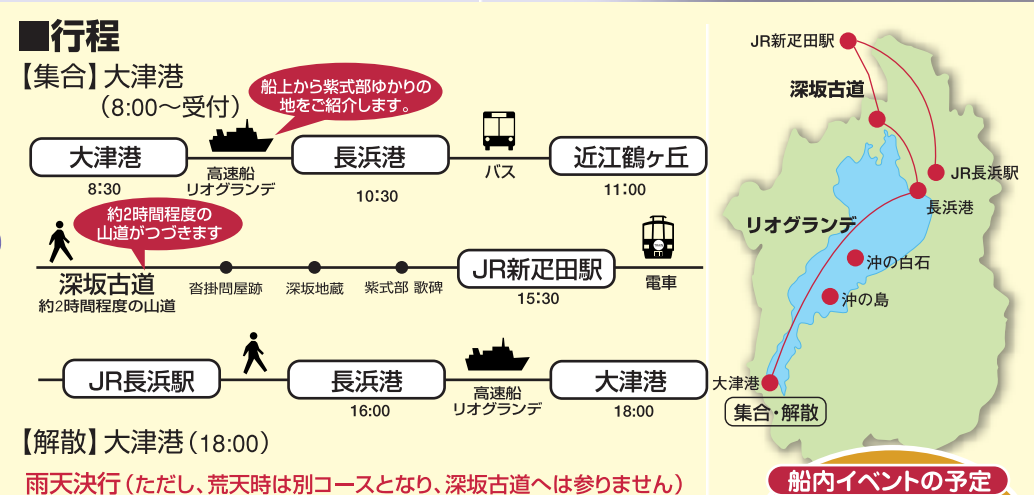 ■行程
【集合】大津港
（8:00～受付）
船上から紫式部ゆかりの
地をご紹介します。
大津港
8:30
高速船
リオグランデ
長浜港
10:30
バス
近江鶴ヶ丘
11:00
約2時間程度の
山道がつづきます
深坂古道
約2時間程度の山道
沓掛問屋跡
深坂地蔵
紫式部 歌碑
JR新疋田駅
15:30
電車
JR長浜駅
長浜港
16:00
高速船
リオグランデ
大津港
18:00
【解散】大津港（18:00）
雨天決行（ただし、荒天時は別コースとなり、深坂古道へは参りません）
JR新疋田駅
深坂古道
JR長浜駅
長浜港
リオグランデ
沖の白石
沖の島
大津港
集合・解散
船内イベントの予定